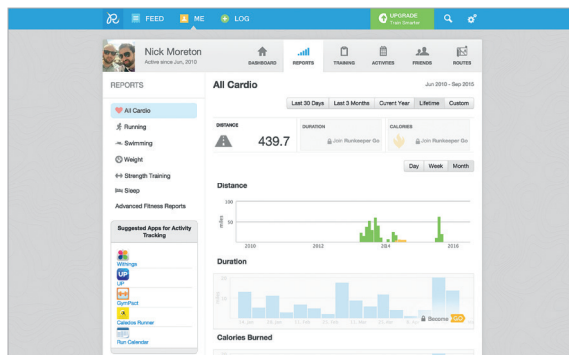 FEED
ME
LOG
UPGRADE
Train Smarter
Nick Moreton
Active since Jun, 2010
DASHBOARD
REPORTS
TRAINING
ACTIVITIES
FRIENDS
ROUTES
REPORTS
All Cardio
Running
Swimming
Weight
Strength Training
Sleep
Advanced Fitness Reports
Suggested Apps for Activity
Tracking
Withings
UP
UP
GymPact
Caledos Runner
Run Calendar
All Cardio
Jun 2010 - Sep 2015
Last 30 Days Last 3 Months Current Year Lifetime Custom
DISTANCE
439.7
DURATION
Join Runkeeper Go
CALORIES
Join Runkeeper Go
Day Week Month
Distance
miles
100
50
2010 2012 2014 2016
Duration
miles
Become GO
Calories Burned